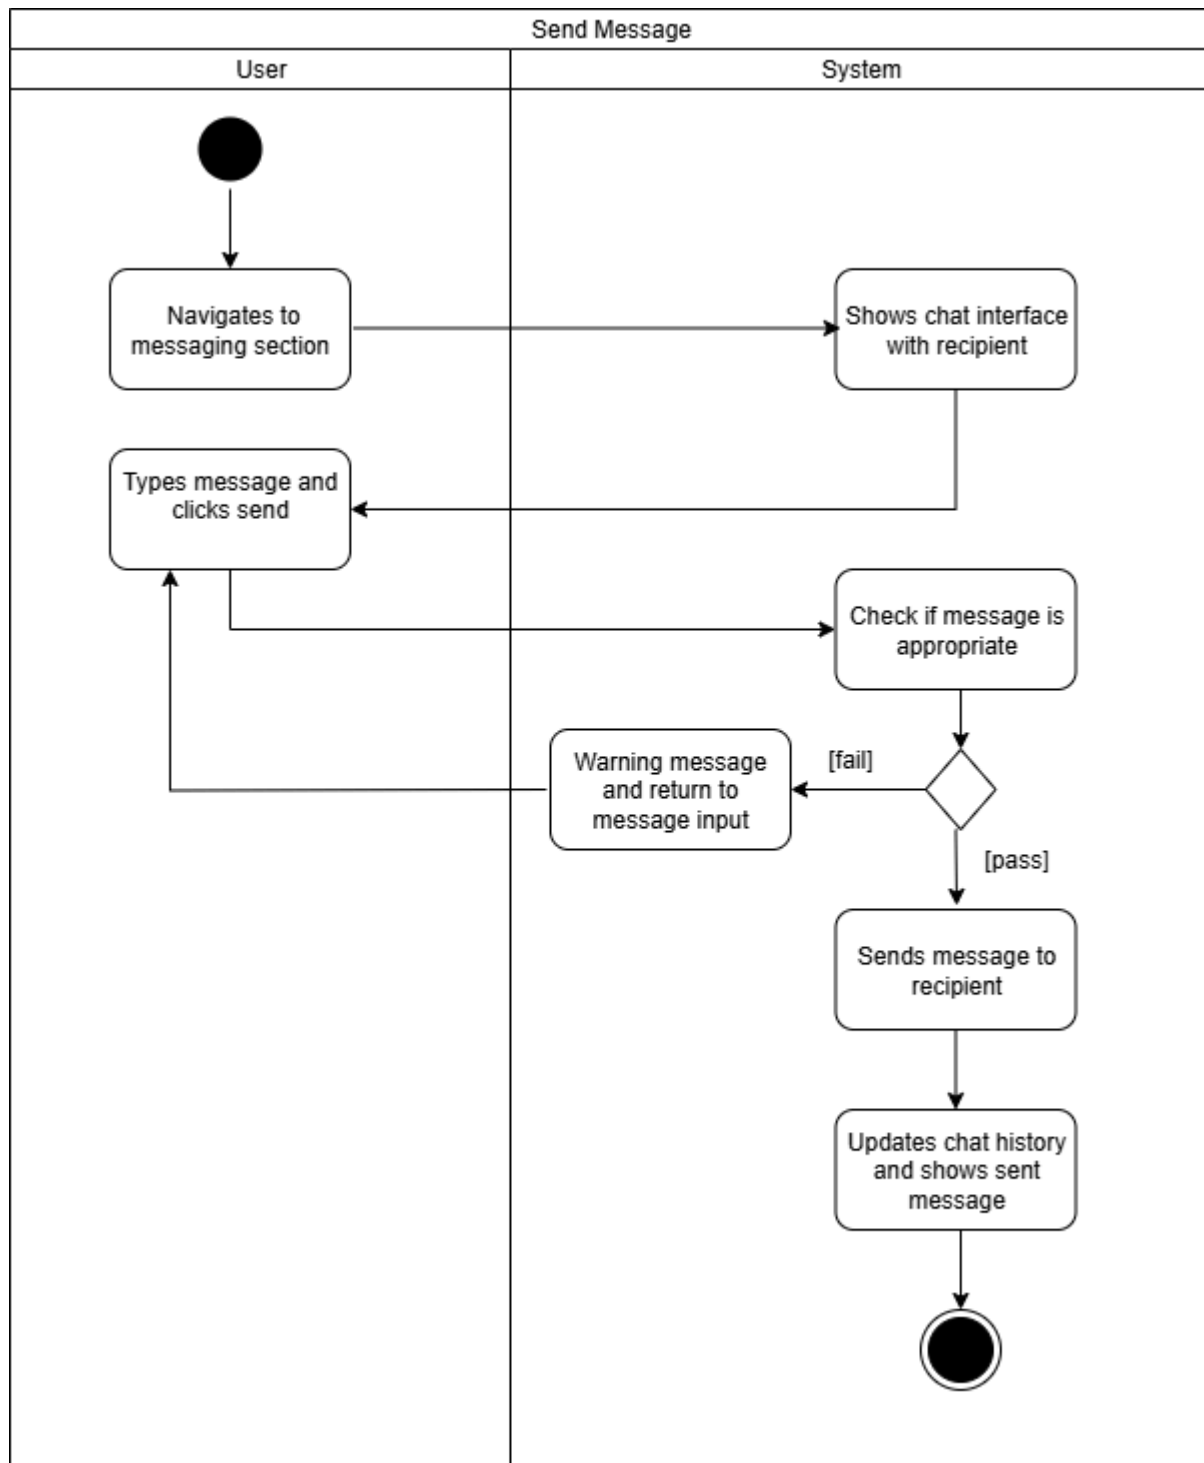 Send Message
User
System
Navigates to
messaging section
Shows chat interface
with recipient
Types message and
clicks send
Check if message is
appropriate
Warning message
and return to
message input
[fail]
[pass]
Sends message to
recipient
Updates chat history
and shows sent
message